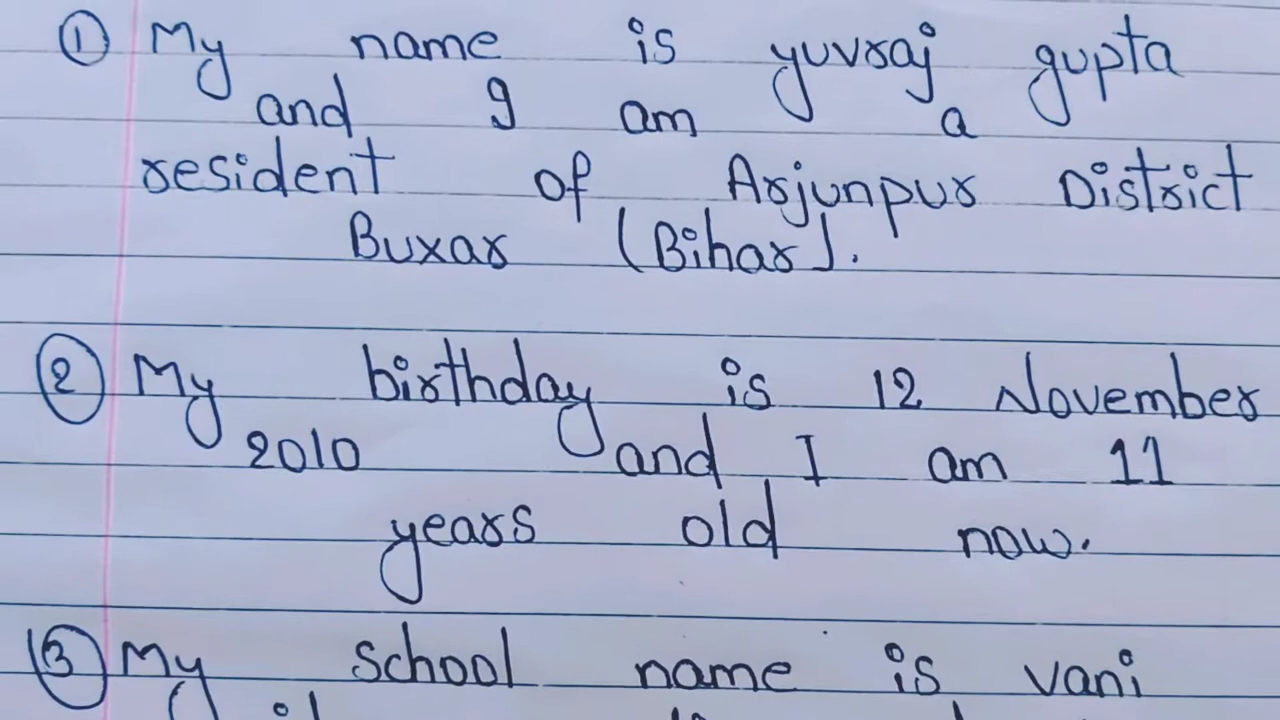 ① My name is yuvraj gupta
and I am a
resident of Arjunpur District
Buxar (Bihar).
② My birthday is 12 November
2010 and I am 11
years old now.
③ My school name is vani